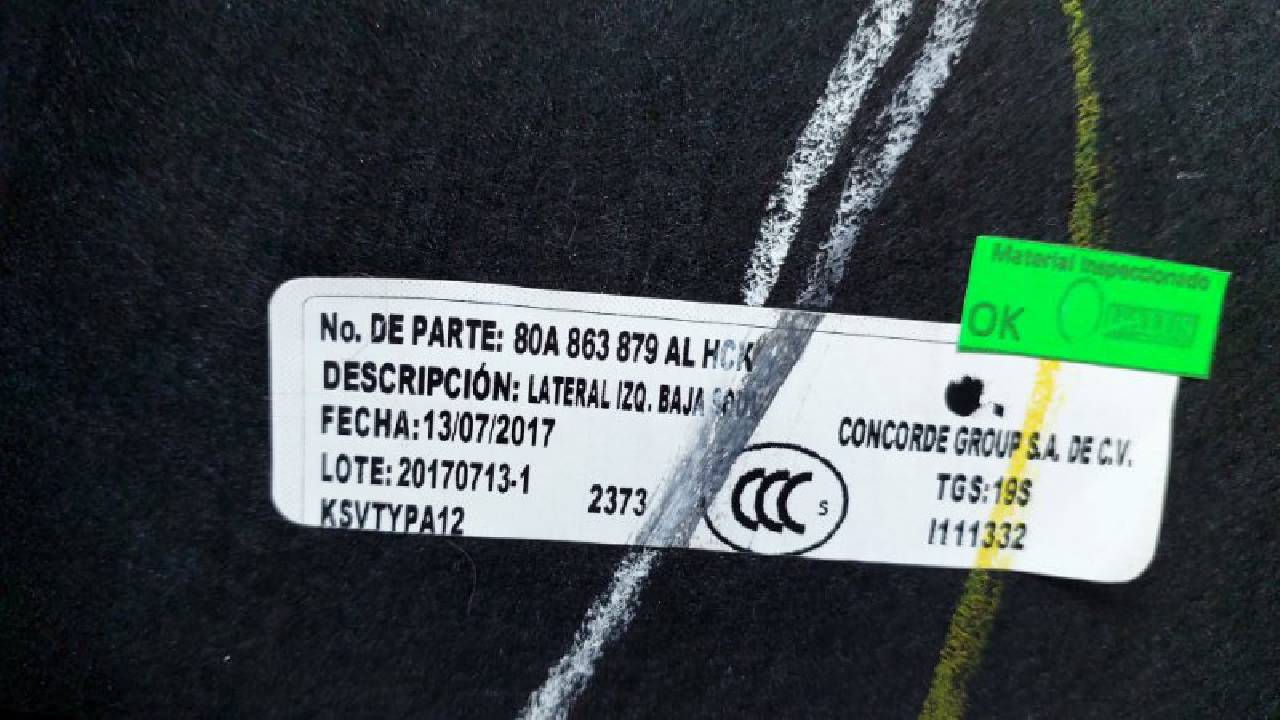 Material Inspeccionado
OK
No. DE PARTE: 80A 863 879 AL HCK
DESCRIPCIÓN: LATERAL IZQ. BAJA
FECHA: 13/07/2017
LOTE: 20170713-1
2373
KSVTYPA12
CCC S
CONCORDE GROUP S.A. DE C.V.
TGS: 19S
I111332